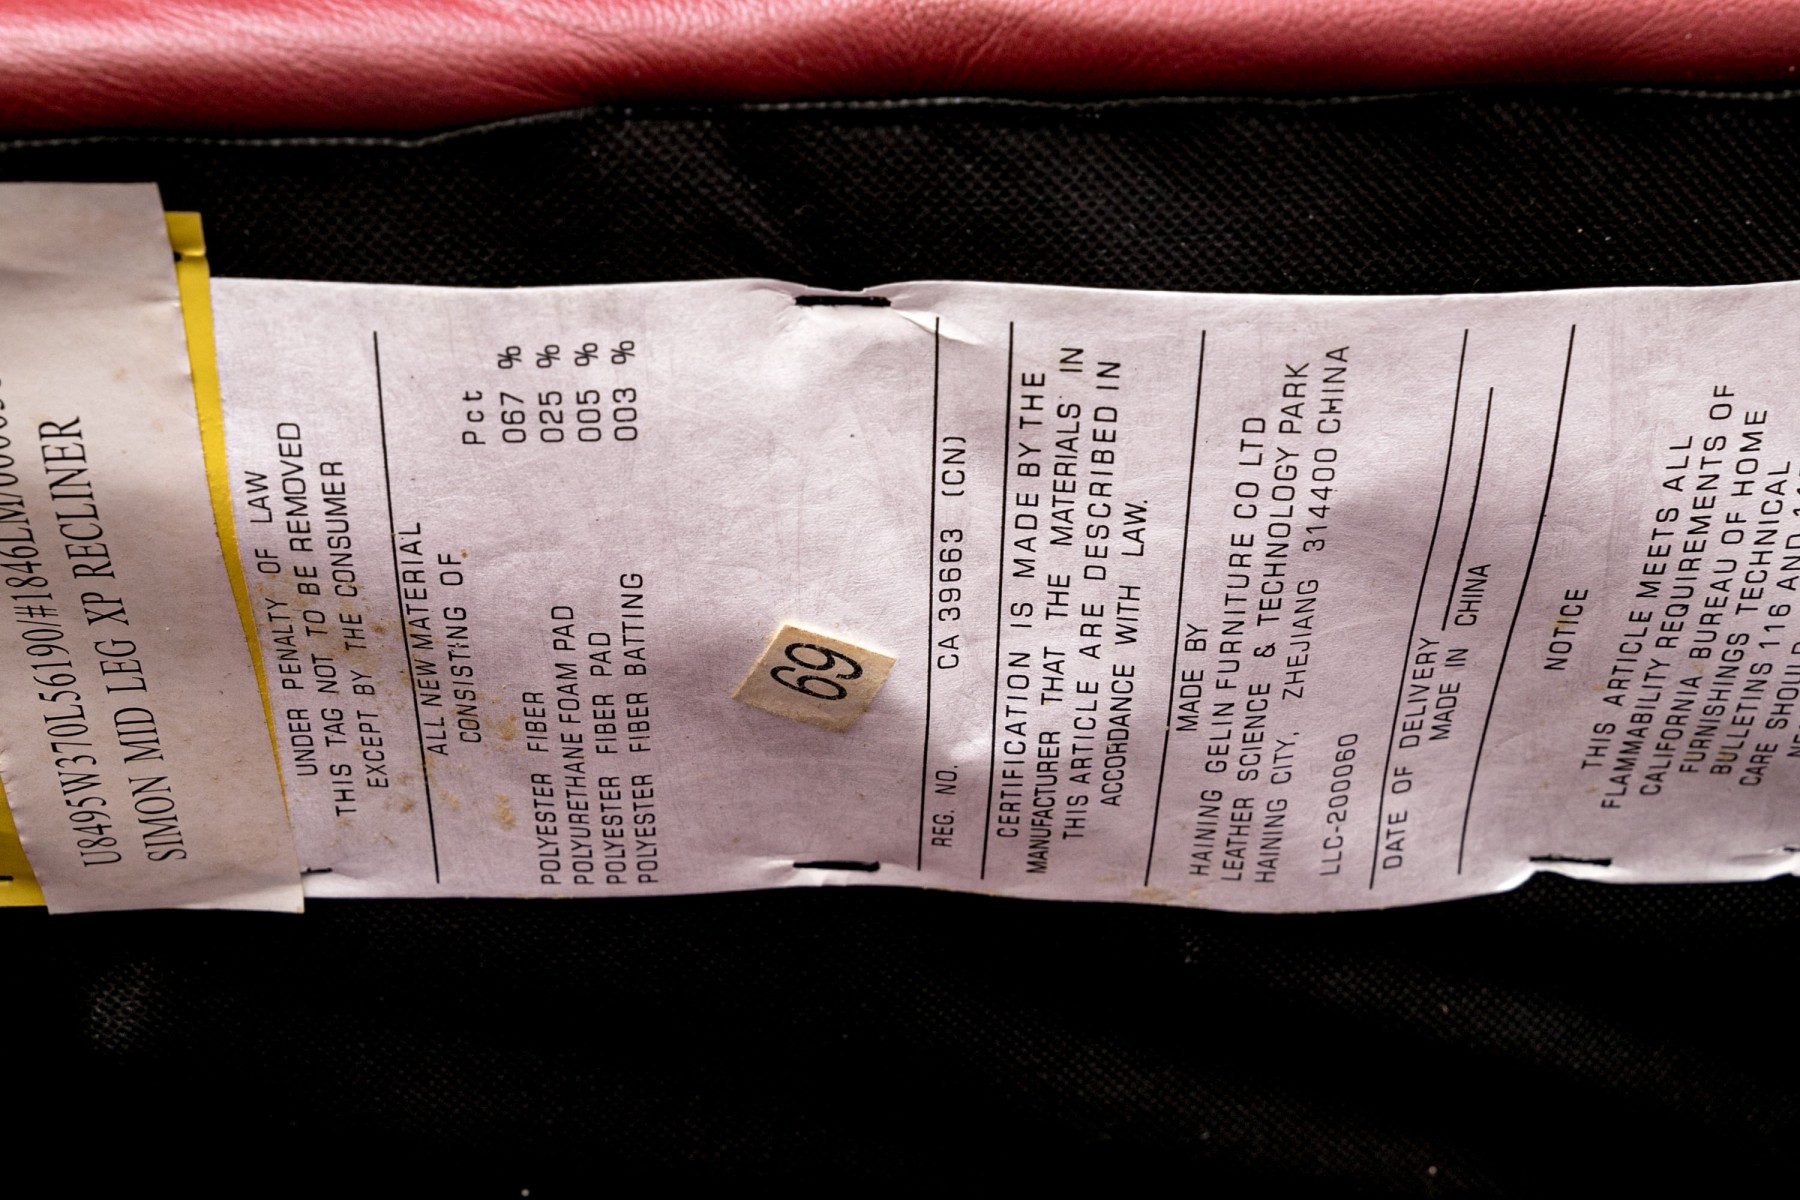 U8495W370L56190/#1846LM/
SIMON MID LEG XP RECLINER
UNDER PENALTY OF LAW
THIS TAG NOT TO BE REMOVED
EXCEPT BY THE CONSUMER
ALL NEW MATERIAL
CONSISTING OF
Pct
POLYESTER FIBER 067 %
POLYURETHANE FOAM PAD 025 %
POLYESTER FIBER PAD 005 %
POLYESTER FIBER BATTING 003 %
69
REG. NO. CA 39663 (CN)
CERTIFICATION IS MADE BY THE
MANUFACTURER THAT THE MATERIALS IN
THIS ARTICLE ARE DESCRIBED IN
ACCORDANCE WITH LAW.
MADE BY
HAINING GELIN FURNITURE CO LTD
LEATHER SCIENCE & TECHNOLOGY PARK
HAINING CITY, ZHEJIANG 314400 CHINA
LLC-200060
DATE OF DELIVERY
MADE IN CHINA
NOTICE
THIS ARTICLE MEETS ALL
FLAMMABILITY REQUIREMENTS OF
CALIFORNIA BUREAU OF HOME
FURNISHINGS TECHNICAL
BULLETINS 116 AND
CARE SHOULD